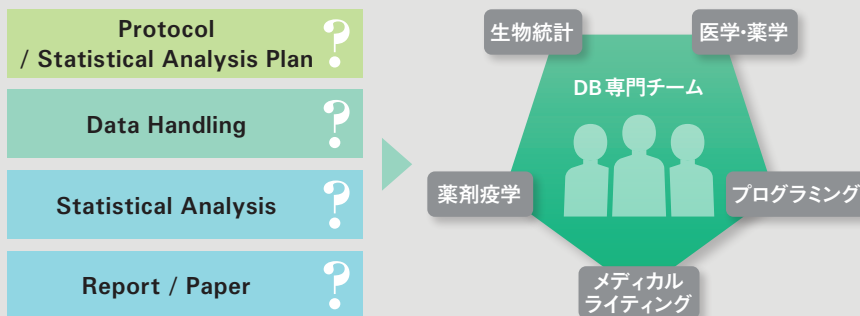 Protocol
/ Statistical Analysis Plan ?
Data Handling ?
Statistical Analysis ?
Report / Paper ?
生物統計
医学・薬学
DB専門チーム
薬剤疫学
プログラミング
メディカル
ライティング